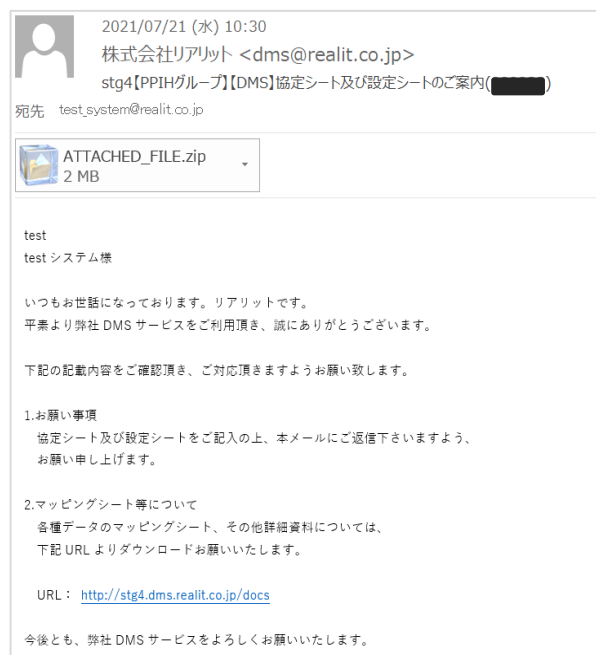 2021/07/21 (水) 10:30
株式会社リアリット <dms@realit.co.jp>
stg4【PPIHグループ】【DMS】協定シート及び設定シートのご案内( )
宛先 test_system@realit.co.jp
ATTACHED_FILE.zip
2 MB
test
test システム様
いつもお世話になっております。リアリットです。
平素より弊社 DMS サービスをご利用頂き、誠にありがとうございます。
下記の記載内容をご確認頂き、ご対応頂きますようお願い致します。
1.お願い事項
協定シート及び設定シートをご記入の上、本メールにご返信下さいますよう、
お願い申し上げます。
2.マッピングシート等について
各種データのマッピングシート、その他詳細資料については、
下記 URL よりダウンロードお願いいたします。
URL： http://stg4.dms.realit.co.jp/docs
今後とも、弊社 DMS サービスをよろしくお願いいたします。